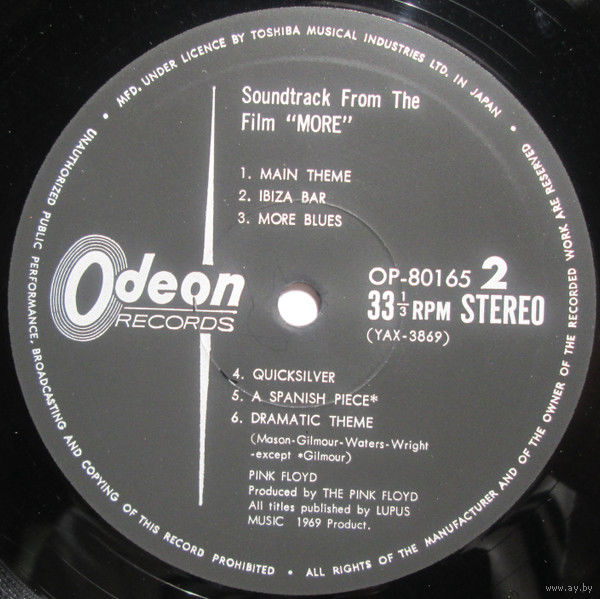 • MFD. UNDER LICENCE BY TOSHIBA MUSICAL INDUSTRIES LTD. IN JAPAN •
Soundtrack From The
Film "MORE"
1. MAIN THEME
2. IBIZA BAR
3. MORE BLUES
Odeon
RECORDS
OP-80165 2
33 1/3 RPM STEREO
(YAX-3869)
4. QUICKSILVER
5. A SPANISH PIECE*
6. DRAMATIC THEME
(Mason-Gilmour-Waters-Wright
-except *Gilmour)
PINK FLOYD
Produced by THE PINK FLOYD
All titles published by LUPUS
MUSIC 1969 Product.
UNAUTHORIZED PUBLIC PERFORMANCE, BROADCASTING AND COPYING OF THIS RECORD PROHIBITED • ALL RIGHTS OF THE MANUFACTURER AND OF THE OWNER OF THE RECORDED WORK ARE RESERVED
www.ay.by